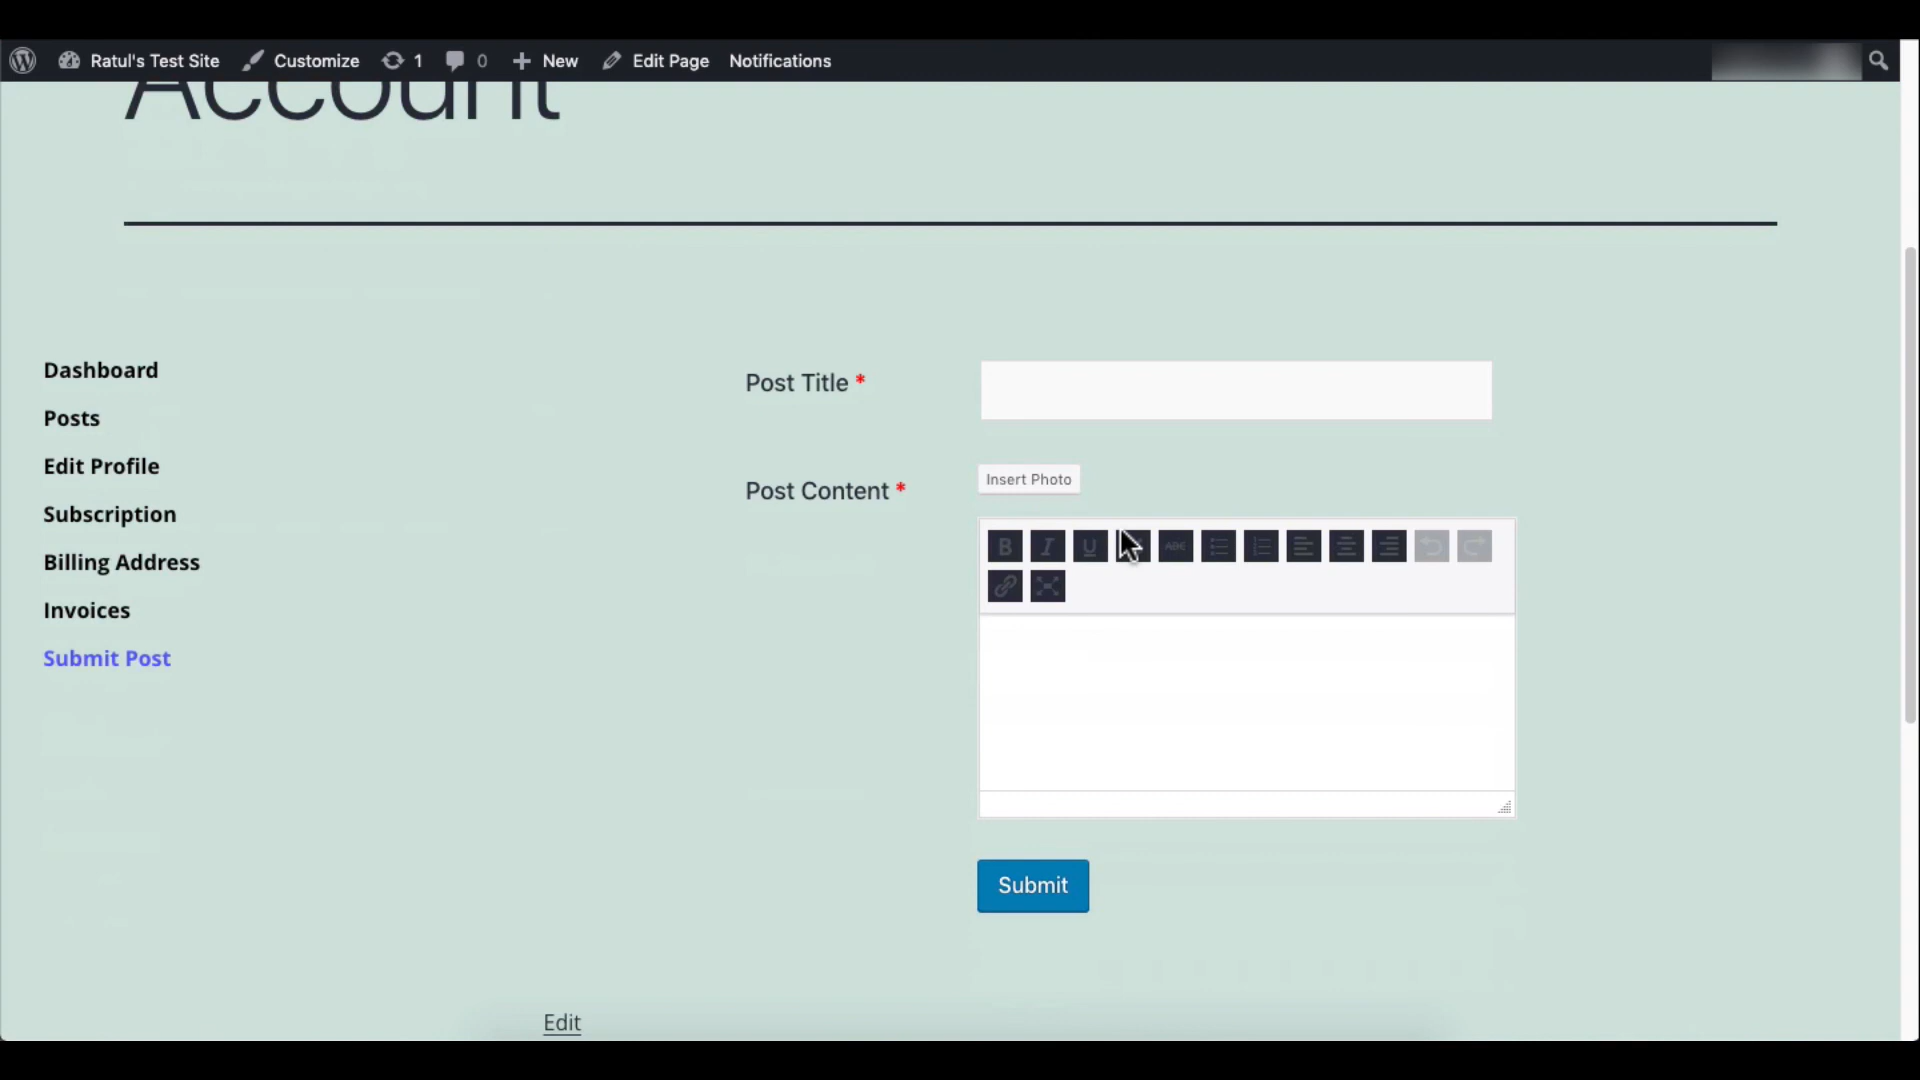 Ratul's Test Site Customize 1 0 New Edit Page Notifications
Account
Dashboard
Posts
Edit Profile
Subscription
Billing Address
Invoices
Submit Post
Post Title *
Post Content *
Insert Photo
B I U ABC
Submit
Edit